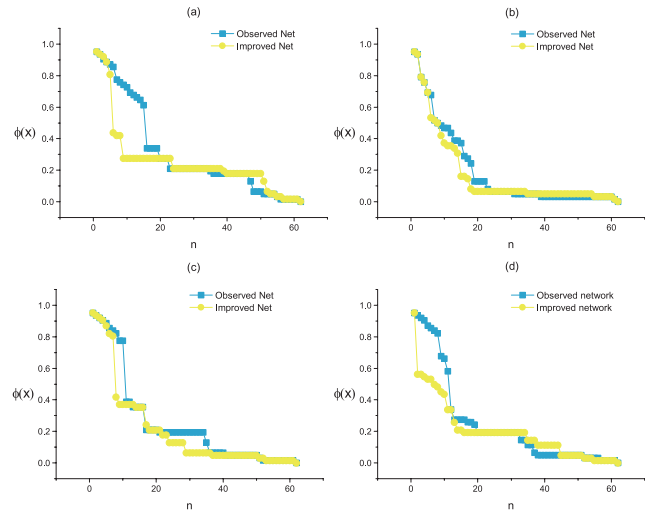 (a)
Observed Net
Improved Net
1.0
0.8
0.6
0.4
0.2
0.0
ϕ(x)
0 20 40 60
n
(b)
Observed Net
Improved Net
1.0
0.8
0.6
0.4
0.2
0.0
ϕ(x)
0 20 40 60
n
(c)
Observed Net
Improved Net
1.0
0.8
0.6
0.4
0.2
0.0
ϕ(x)
0 20 40 60
n
(d)
Observed network
Improved network
1.0
0.8
0.6
0.4
0.2
0.0
ϕ(x)
0 20 40 60
n